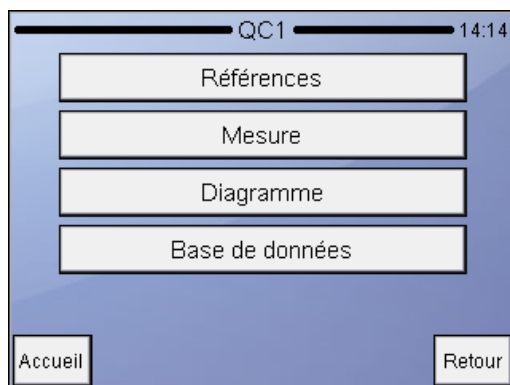 QC1 14:14
Références
Mesure
Diagramme
Base de données
Accueil Retour